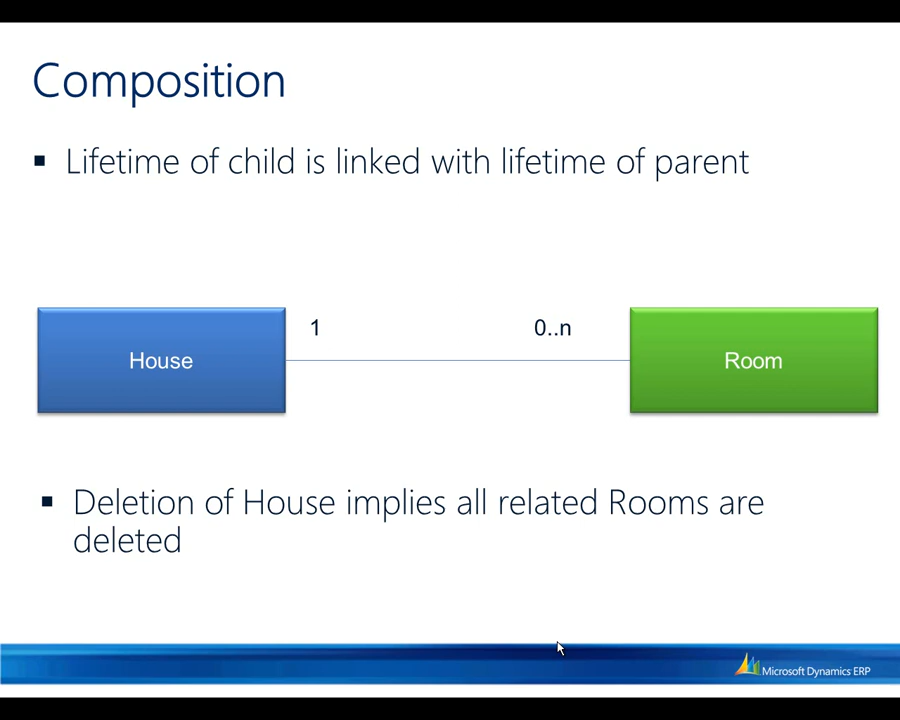 Composition
▪ Lifetime of child is linked with lifetime of parent
1 0..n
House Room
▪ Deletion of House implies all related Rooms are
deleted
Microsoft Dynamics ERP